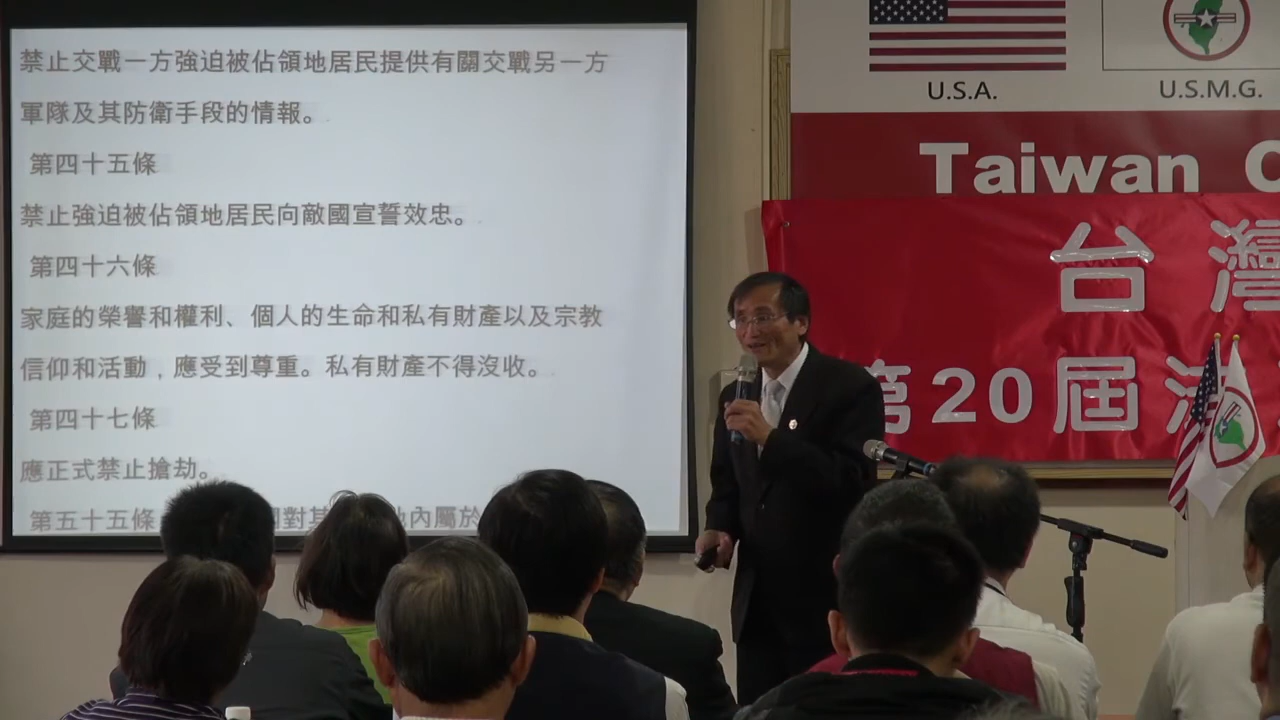 禁止交戰一方強迫被佔領地居民提供有關交戰另一方
軍隊及其防衛手段的情報。
第四十五條
禁止強迫被佔領地居民向敵國宣誓效忠。
第四十六條
家庭的榮譽和權利、個人的生命和私有財產以及宗教
信仰和活動，應受到尊重。私有財產不得沒收。
第四十七條
應正式禁止搶劫。
第五十五條
對其
內屬於
U.S.A.
U.S.M.G.
Taiwan C
台灣
第20屆